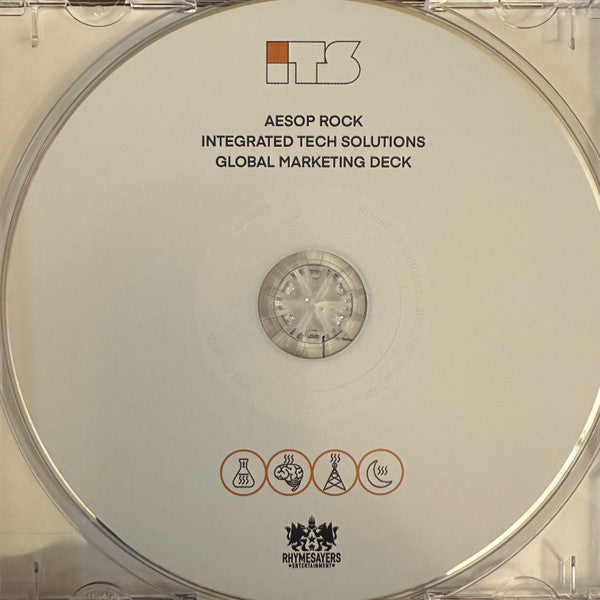 ITS
AESOP ROCK
INTEGRATED TECH SOLUTIONS
GLOBAL MARKETING DECK
RHYMESAYERS
ENTERTAINMENT